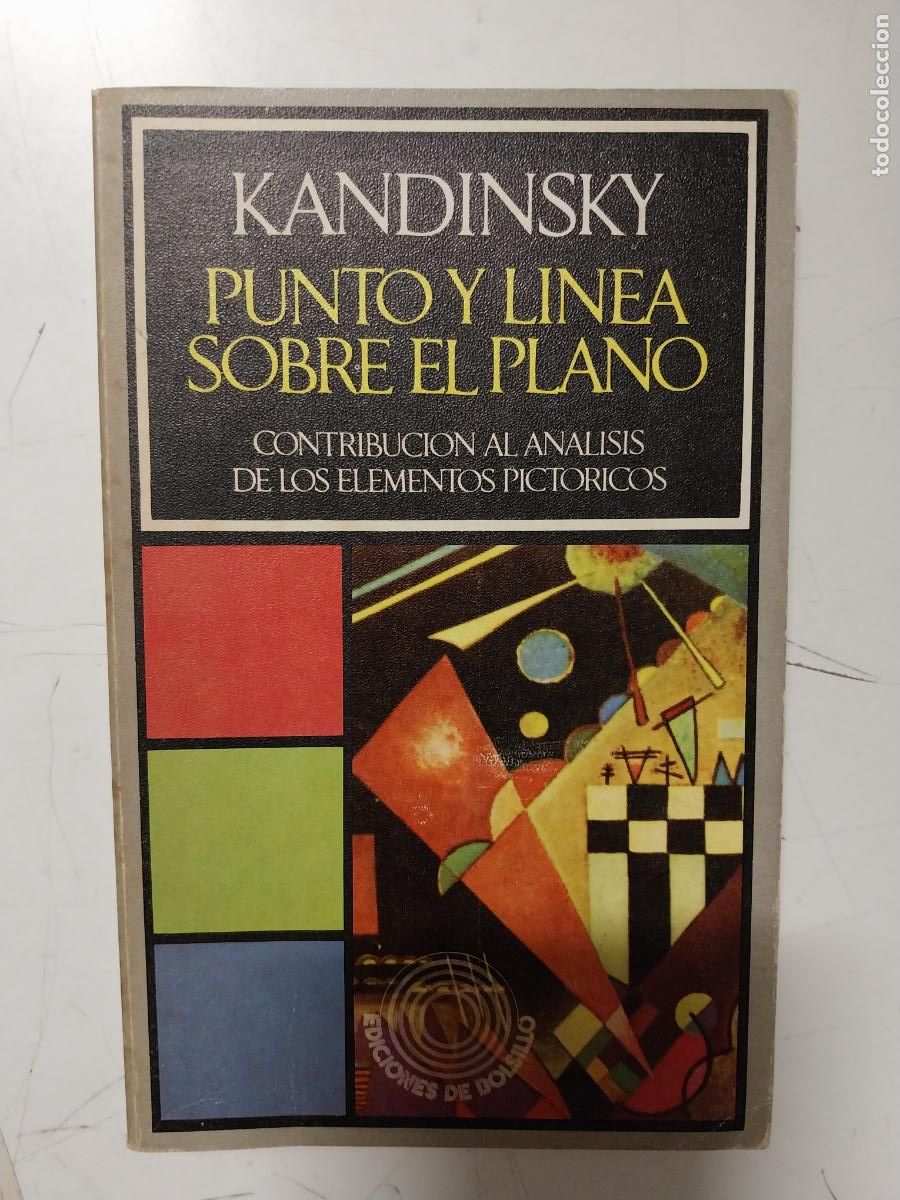 KANDINSKY
PUNTO Y LINEA
SOBRE EL PLANO
CONTRIBUCION AL ANALISIS
DE LOS ELEMENTOS PICTORICOS
EDICIONES DE BOLSILLO
todocoleccion